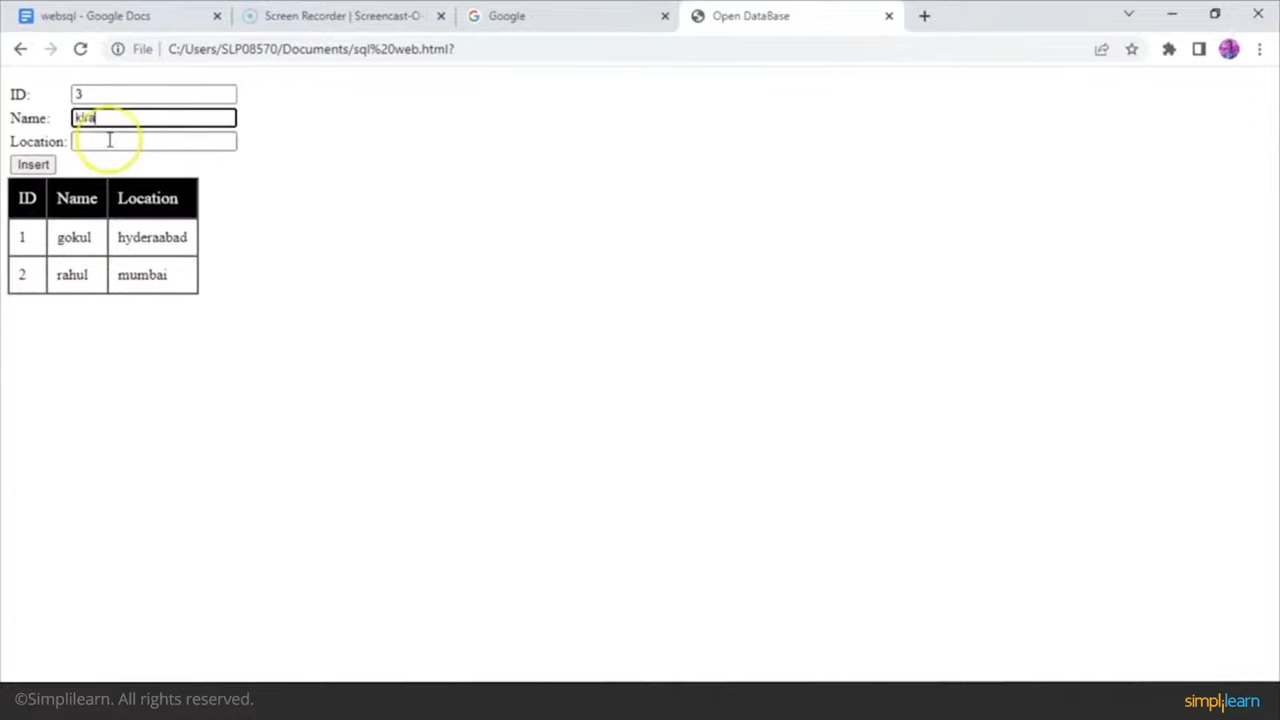 websql - Google Docs
Screen Recorder | Screencast-O-
Google
Open DataBase
File
C:/Users/SLP08570/Documents/sql%20web.html?
ID: 3
Name:
Location:
Insert
ID Name Location
1 gokul hyderaabad
2 rahul mumbai
©Simplilearn. All rights reserved.
simplilearn